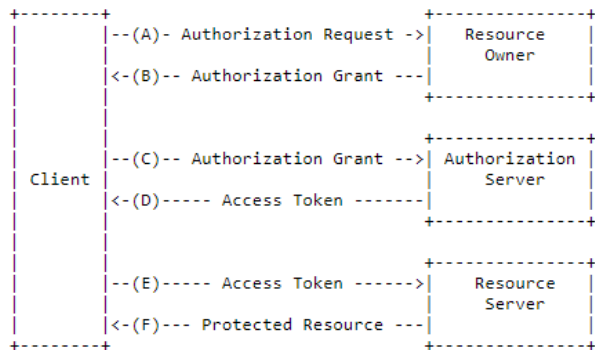 --(A)- Authorization Request ->
Resource
Owner
<-(B)-- Authorization Grant ---
--(C)-- Authorization Grant -->
Authorization
Client
Server
<-(D)----- Access Token -------
--(E)----- Access Token ------>
Resource
Server
<-(F)--- Protected Resource ---